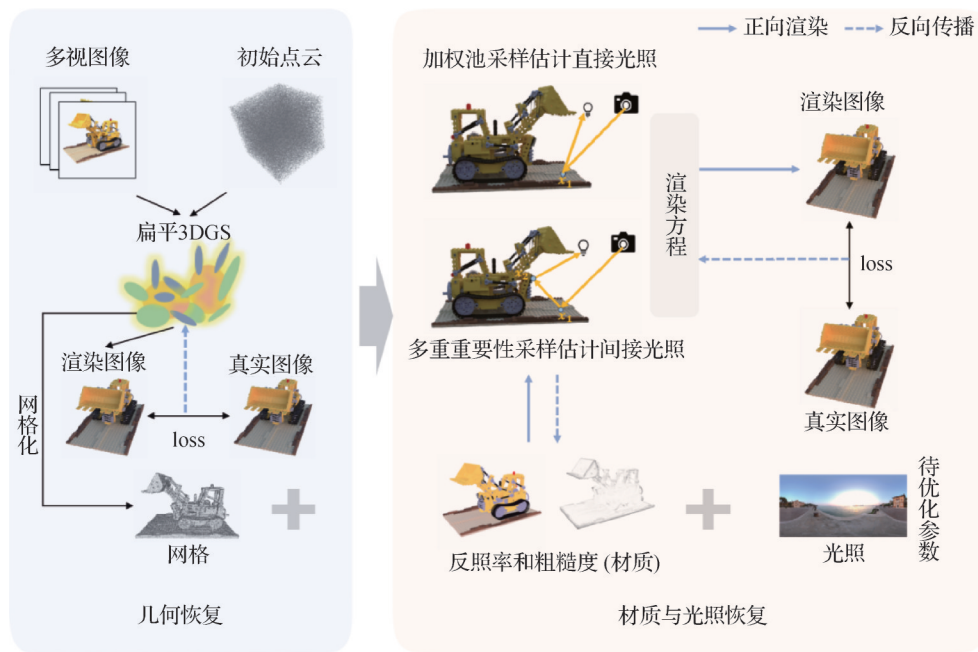 多视图像
初始点云
扁平3DGS
渲染图像
真实图像
loss
网格化
网格
几何恢复
正向渲染
反向传播
加权池采样估计直接光照
x₁
渲染方程
渲染图像
loss
真实图像
x₁
多重重要性采样估计间接光照
反照率和粗糙度 (材质)
光照
待优化参数
材质与光照恢复